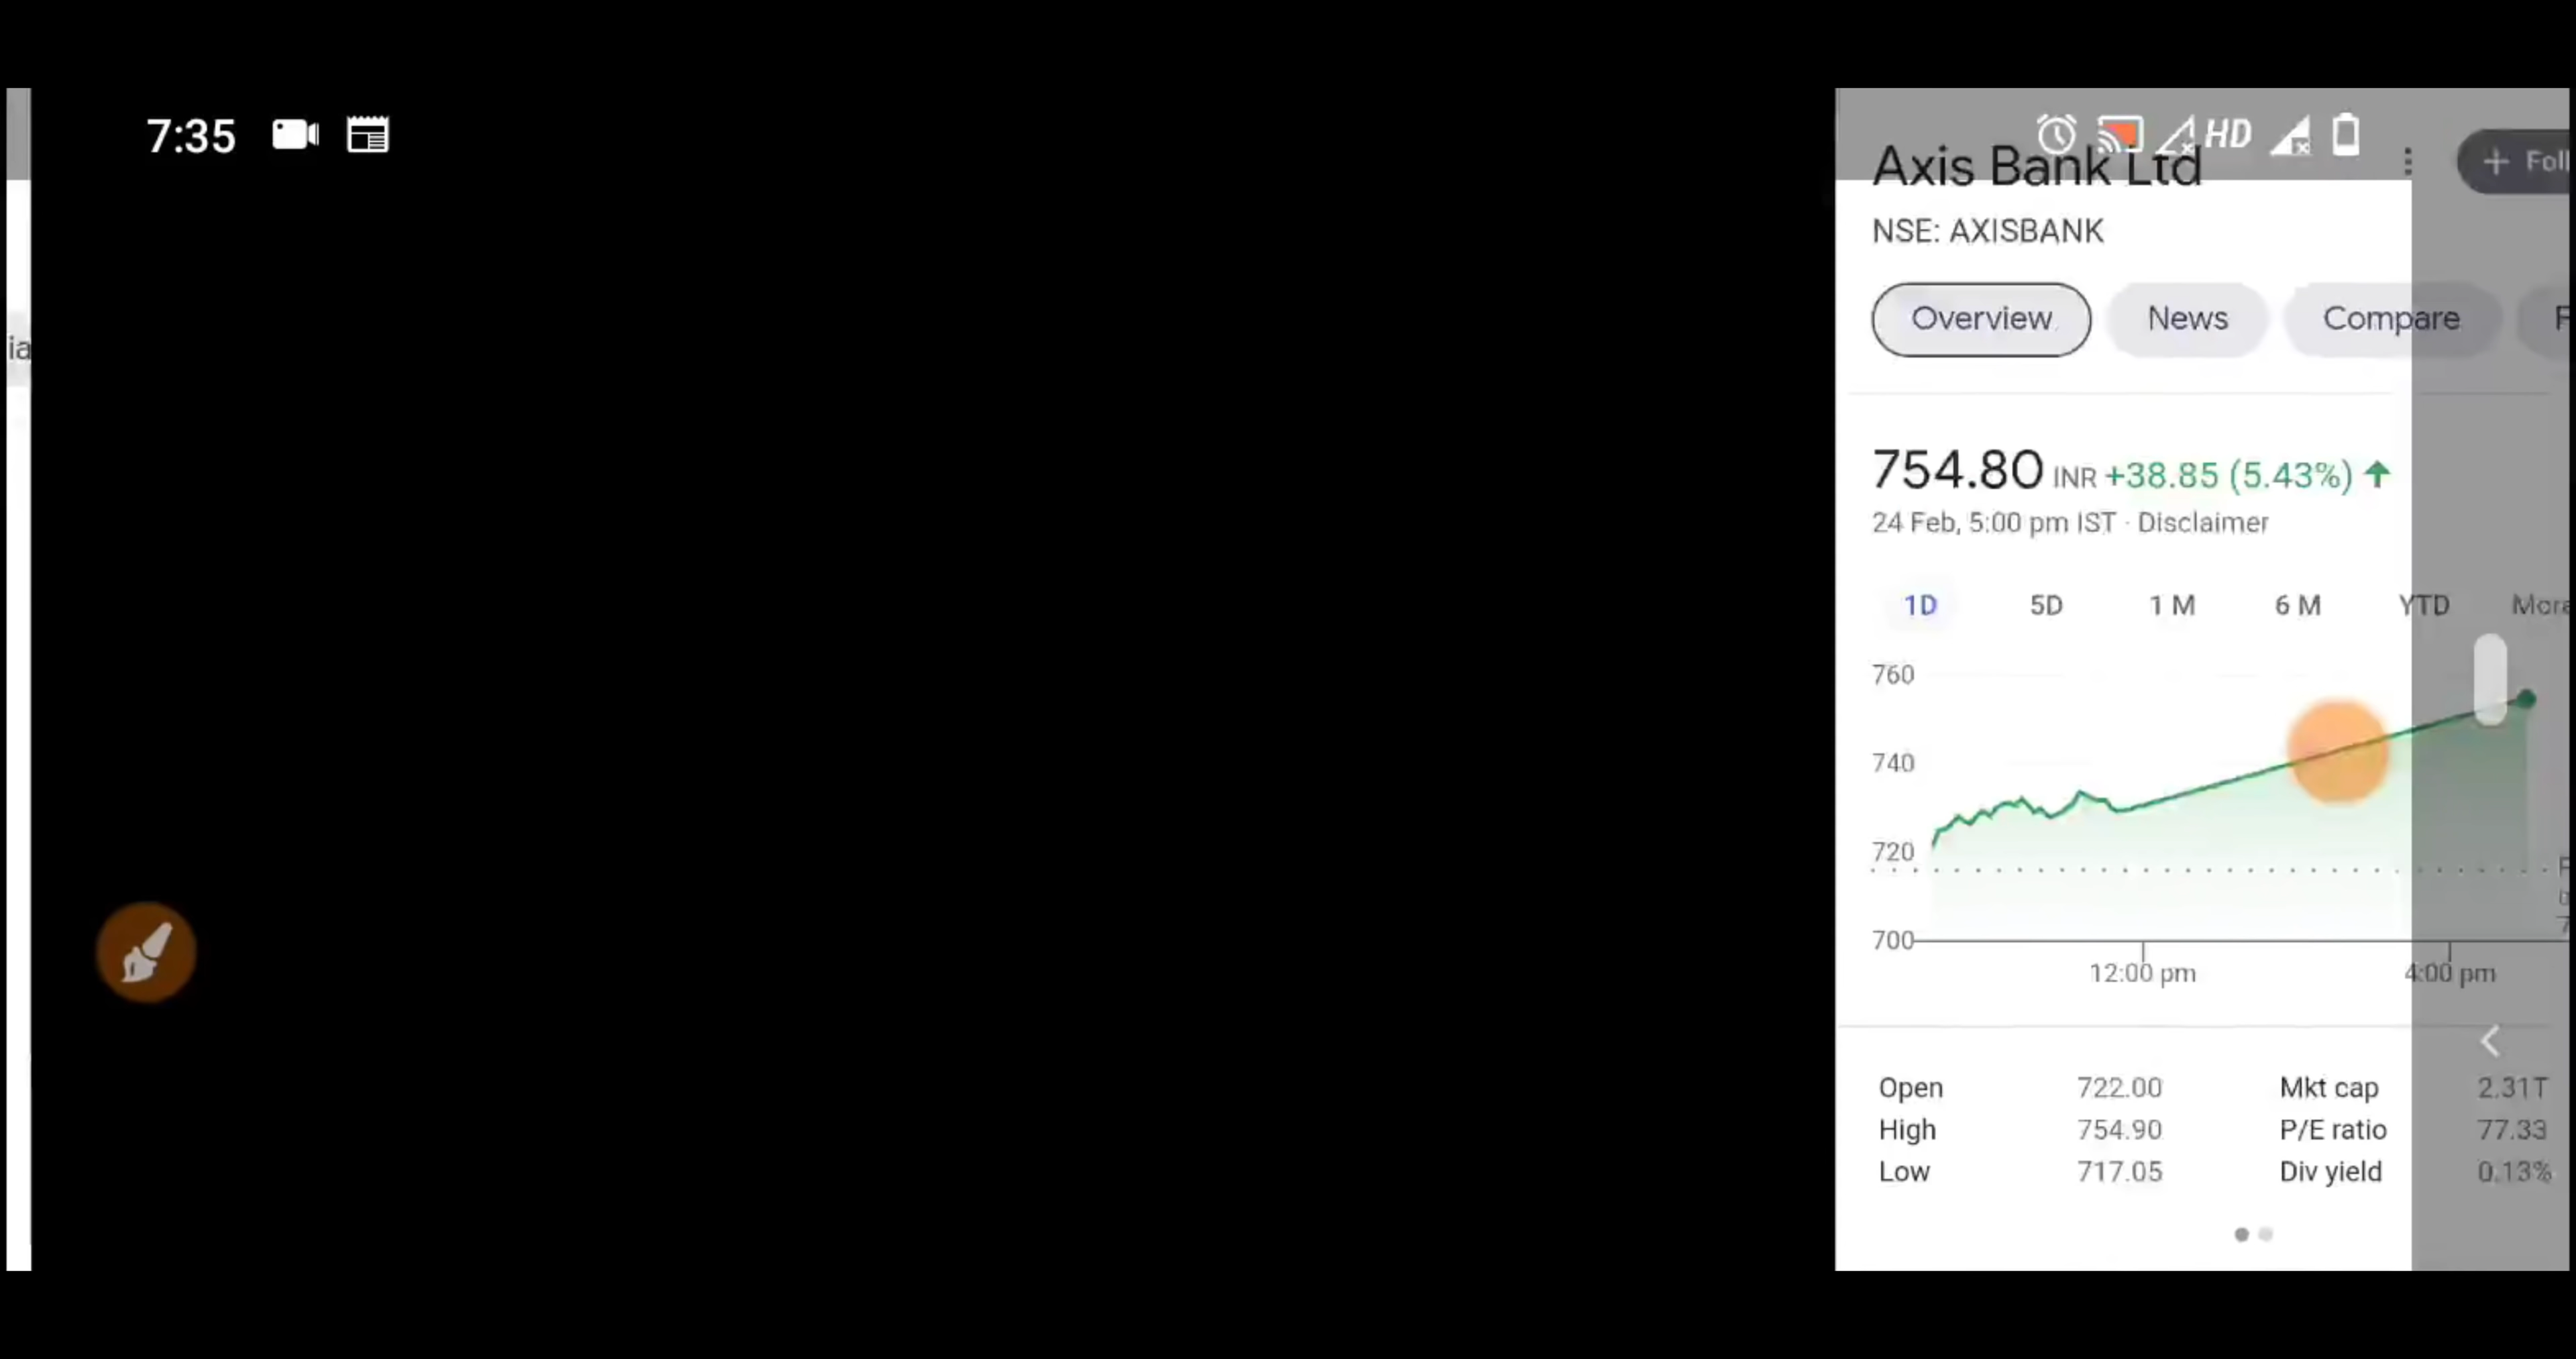 7:35
HD
Axis Bank Ltd
NSE: AXISBANK
Overview News Compare
754.80 INR +38.85 (5.43%)
24 Feb, 5:00 pm IST · Disclaimer
1D 5D 1 M 6 M YTD More
760
740
720
700
12:00 pm 4:00 pm
Open 722.00 Mkt cap 2.31T
High 754.90 P/E ratio 77.33
Low 717.05 Div yield 0.13%